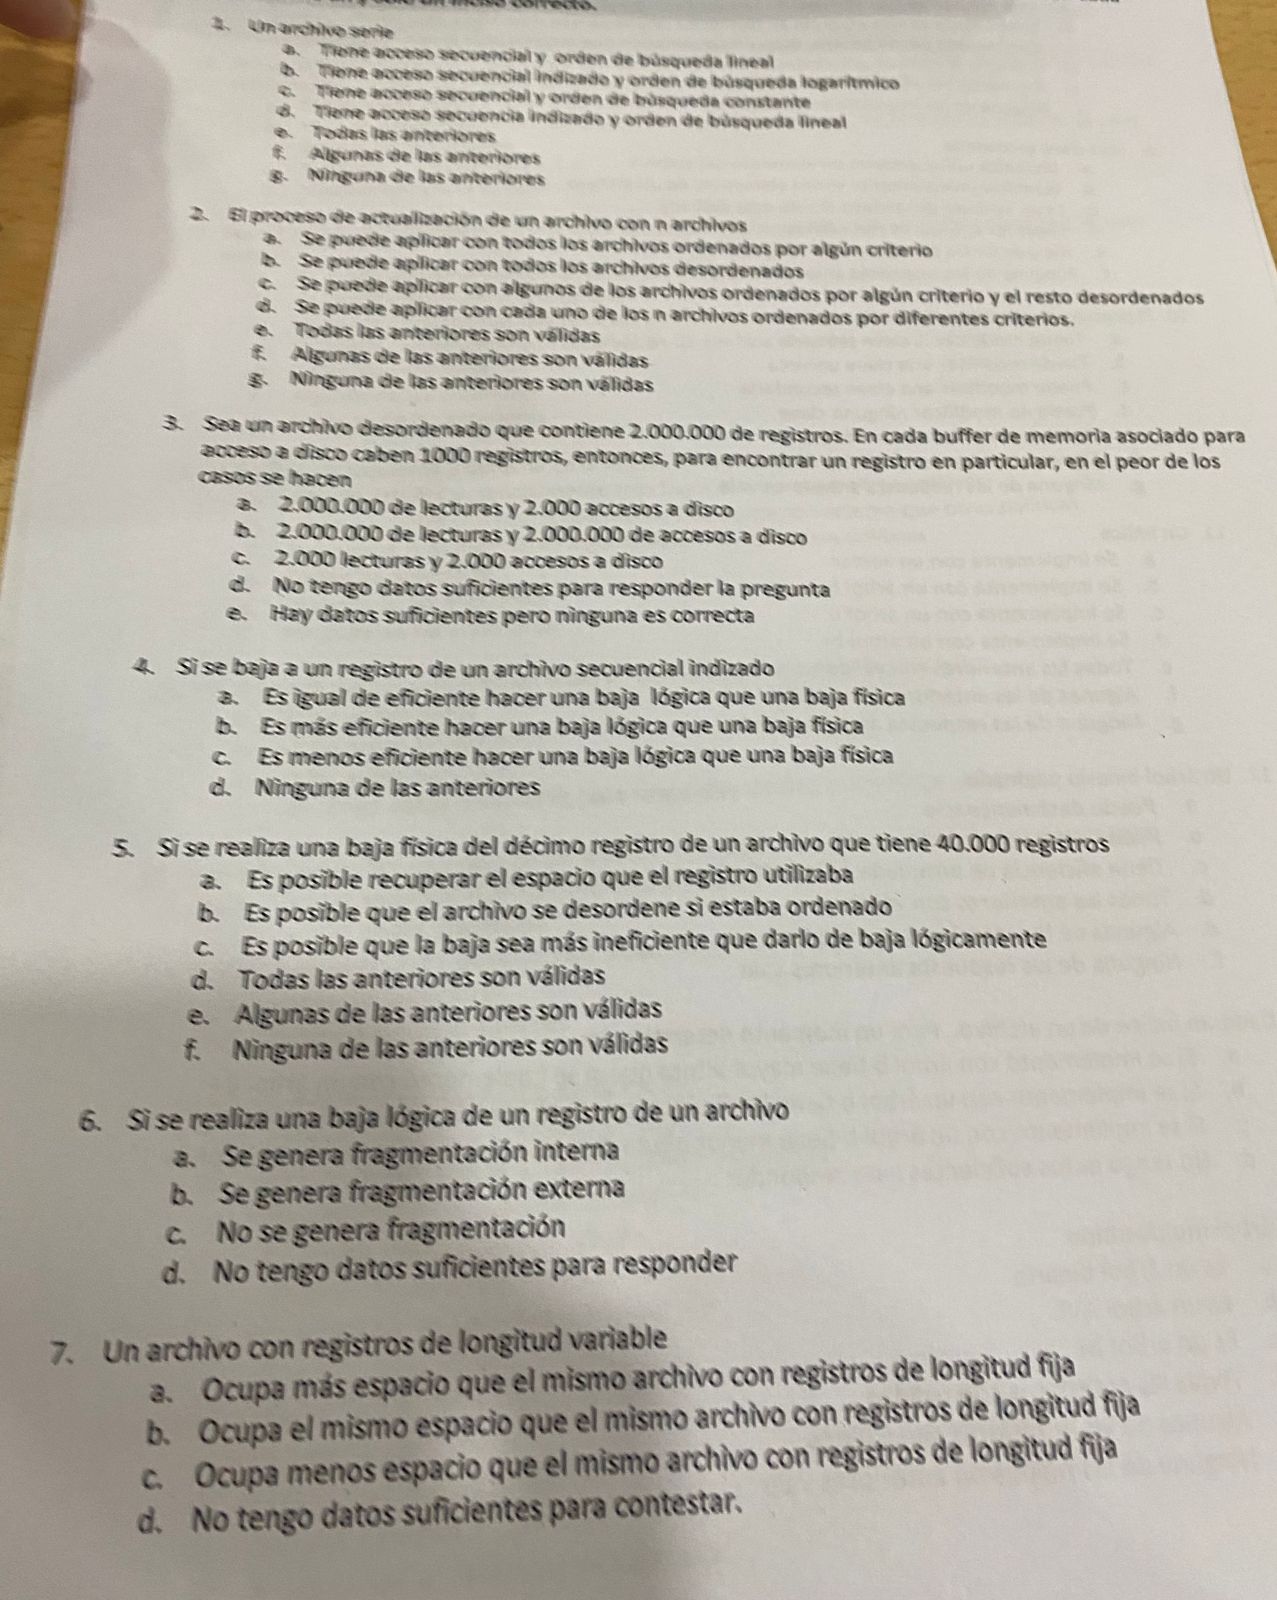 correcto.
1. Un archivo serie
a. Tiene acceso secuencial y orden de búsqueda lineal
b. Tiene acceso secuencial indizado y orden de búsqueda logarítmico
c. Tiene acceso secuencial y orden de búsqueda constante
d. Tiene acceso secuencia indizado y orden de búsqueda lineal
e. Todas las anteriores
f. Algunas de las anteriores
g. Ninguna de las anteriores
2. El proceso de actualización de un archivo con n archivos
a. Se puede aplicar con todos los archivos ordenados por algún criterio
b. Se puede aplicar con todos los archivos desordenados
c. Se puede aplicar con algunos de los archivos ordenados por algún criterio y el resto desordenados
d. Se puede aplicar con cada uno de los n archivos ordenados por diferentes criterios.
e. Todas las anteriores son válidas
f. Algunas de las anteriores son válidas
g. Ninguna de las anteriores son válidas
3. Sea un archivo desordenado que contiene 2.000.000 de registros. En cada buffer de memoria asociado para
acceso a disco caben 1000 registros, entonces, para encontrar un registro en particular, en el peor de los
casos se hacen
a. 2.000.000 de lecturas y 2.000 accesos a disco
b. 2.000.000 de lecturas y 2.000.000 de accesos a disco
c. 2.000 lecturas y 2.000 accesos a disco
d. No tengo datos suficientes para responder la pregunta
e. Hay datos suficientes pero ninguna es correcta
4. Si se baja a un registro de un archivo secuencial indizado
a. Es igual de eficiente hacer una baja lógica que una baja física
b. Es más eficiente hacer una baja lógica que una baja física
c. Es menos eficiente hacer una baja lógica que una baja física
d. Ninguna de las anteriores
5. Si se realiza una baja física del décimo registro de un archivo que tiene 40.000 registros
a. Es posible recuperar el espacio que el registro utilizaba
b. Es posible que el archivo se desordene si estaba ordenado
c. Es posible que la baja sea más ineficiente que darlo de baja lógicamente
d. Todas las anteriores son válidas
e. Algunas de las anteriores son válidas
f. Ninguna de las anteriores son válidas
6. Si se realiza una baja lógica de un registro de un archivo
a. Se genera fragmentación interna
b. Se genera fragmentación externa
c. No se genera fragmentación
d. No tengo datos suficientes para responder
7. Un archivo con registros de longitud variable
a. Ocupa más espacio que el mismo archivo con registros de longitud fija
b. Ocupa el mismo espacio que el mismo archivo con registros de longitud fija
c. Ocupa menos espacio que el mismo archivo con registros de longitud fija
d. No tengo datos suficientes para contestar.